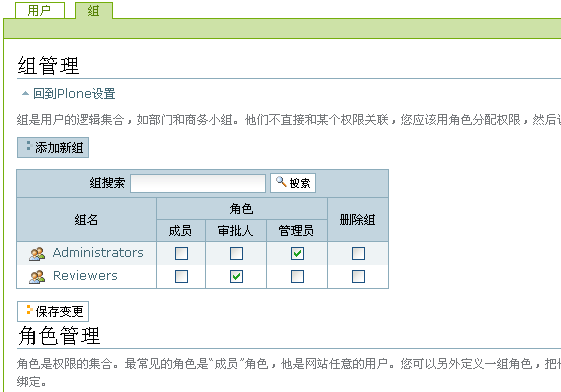 用户 组
组管理
回到Plone设置
组是用户的逻辑集合，如部门和商务小组。他们不直接和某个权限关联，您应该用角色分配权限，然后
添加新组
组搜索 搜索
组名 角色 删除组
成员 审批人 管理员
Administrators
Reviewers
保存变更
角色管理
角色是权限的集合。最常见的角色是“成员”角色，他是网站任意的用户。您可以另外定义一组角色，把
绑定。